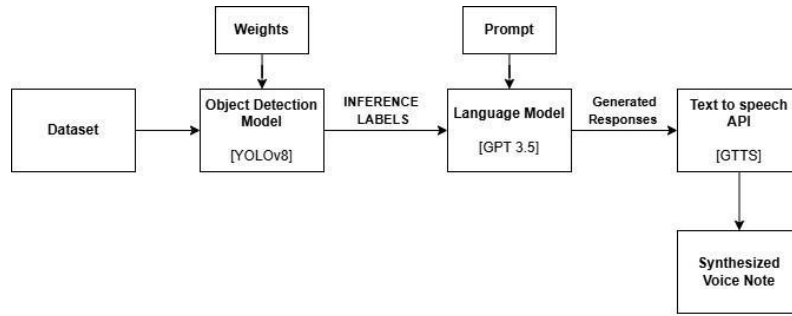 Weights
Prompt
Dataset
Object Detection
Model
[YOLOv8]
INFERENCE
LABELS
Language Model
[GPT 3.5]
Generated
Responses
Text to speech
API
[GTTS]
Synthesized
Voice Note